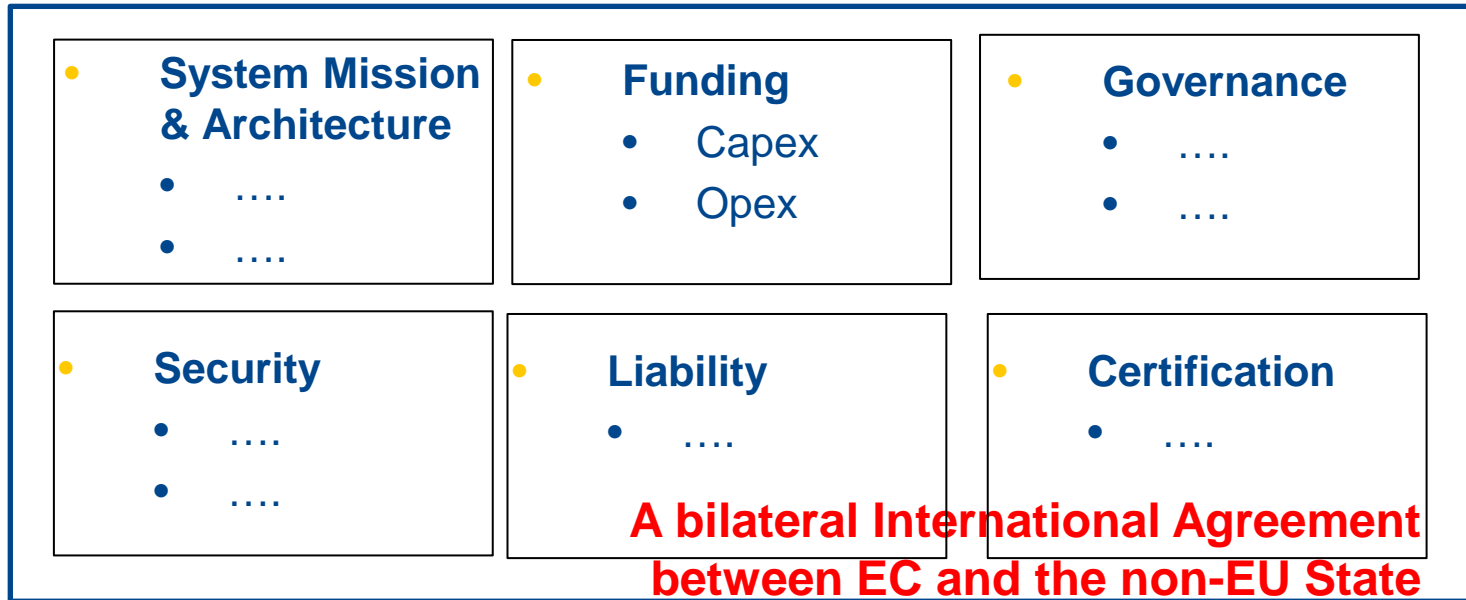 • System Mission
& Architecture
• ....
• ....
• Funding
• Capex
• Opex
• Governance
• ....
• ....
• Security
• ....
• ....
• Liability
• ....
• Certification
• ....
A bilateral International Agreement
between EC and the non-EU State